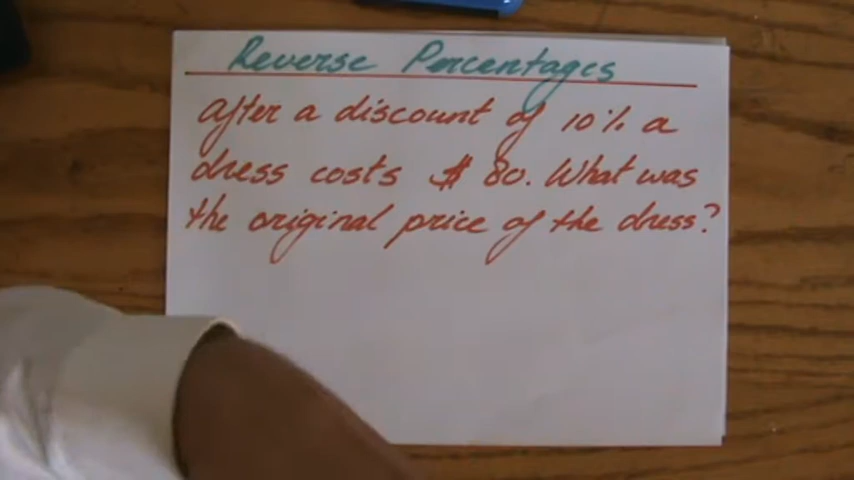 Reverse Percentages
After a discount of 10% a
dress costs $ 80. What was
the original price of the dress?